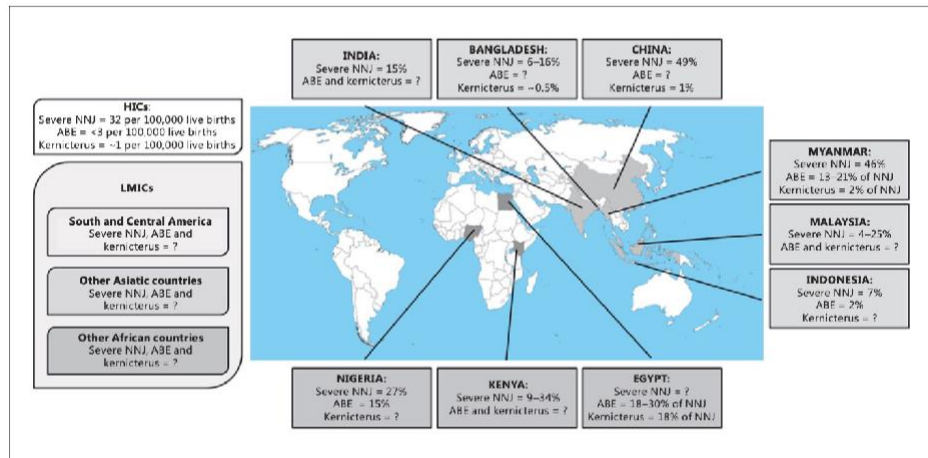 INDIA:
Severe NNJ = 15%
ABE and kernicterus = ?
BANGLADESH:
Severe NNJ = 6–16%
ABE = ?
Kernicterus = ~0.5%
CHINA:
Severe NNJ = 49%
ABE = ?
Kernicterus = 1%
HICs:
Severe NNJ = 32 per 100,000 live births
ABE = <3 per 100,000 live births
Kernicterus = ~1 per 100,000 live births
LMICs
South and Central America
Severe NNJ, ABE and
kernicterus = ?
Other Asiatic countries
Severe NNJ, ABE and
kernicterus = ?
Other African countries
Severe NNJ, ABE and
kernicterus = ?
MYANMAR:
Severe NNJ = 46%
ABE = 13–21% of NNJ
Kernicterus = 2% of NNJ
MALAYSIA:
Severe NNJ = 4–25%
ABE and kernicterus = ?
INDONESIA:
Severe NNJ = 7%
ABE = 2%
Kernicterus = ?
NIGERIA:
Severe NNJ = 27%
ABE = 15%
Kernicterus = ?
KENYA:
Severe NNJ = 9–34%
ABE and kernicterus = ?
EGYPT:
Severe NNJ = ?
ABE = 18–30% of NNJ
Kernicterus = 18% of NNJ